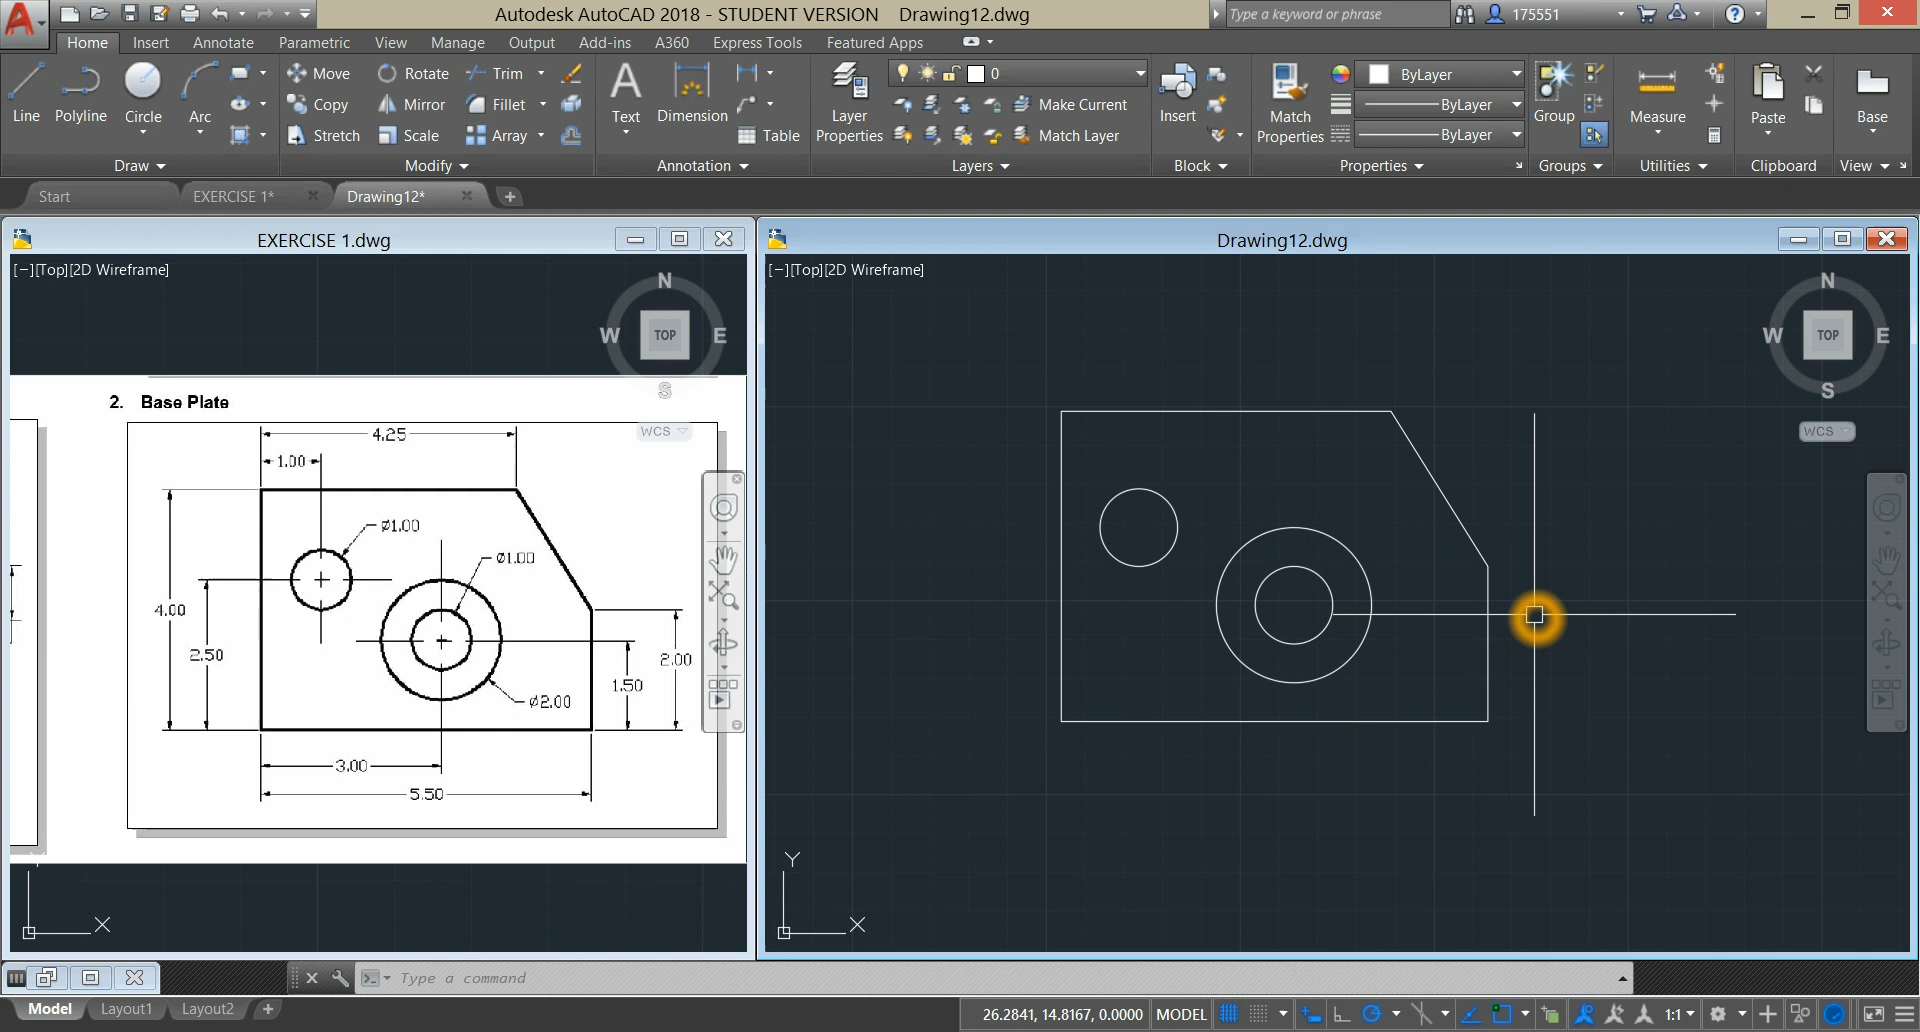 Autodesk AutoCAD 2018 - STUDENT VERSION Drawing12.dwg
Type a keyword or phrase
175551
Home Insert Annotate Parametric View Manage Output Add-ins A360 Express Tools Featured Apps
Line Polyline Circle Arc
Move Rotate Trim
Copy Mirror Fillet
Stretch Scale Array
Text Dimension Table
Layer Properties
0
Make Current
Match Layer
Insert
Match Properties
ByLayer
ByLayer
ByLayer
Group
Measure
Paste
Base
Draw Modify Annotation Layers Block Properties Groups Utilities Clipboard View
Start EXERCISE 1* Drawing12*
EXERCISE 1.dwg
[−][Top][2D Wireframe]
N
W TOP E
S
WCS
2. Base Plate
4.25
1.00
Ø1.00
Ø1.00
4.00
2.50
2.00
1.50
Ø2.00
3.00
5.50
Y
X
Drawing12.dwg
[−][Top][2D Wireframe]
N
W TOP E
S
WCS
Y
X
Type a command
Model Layout1 Layout2
26.2841, 14.8167, 0.0000 MODEL 1:1